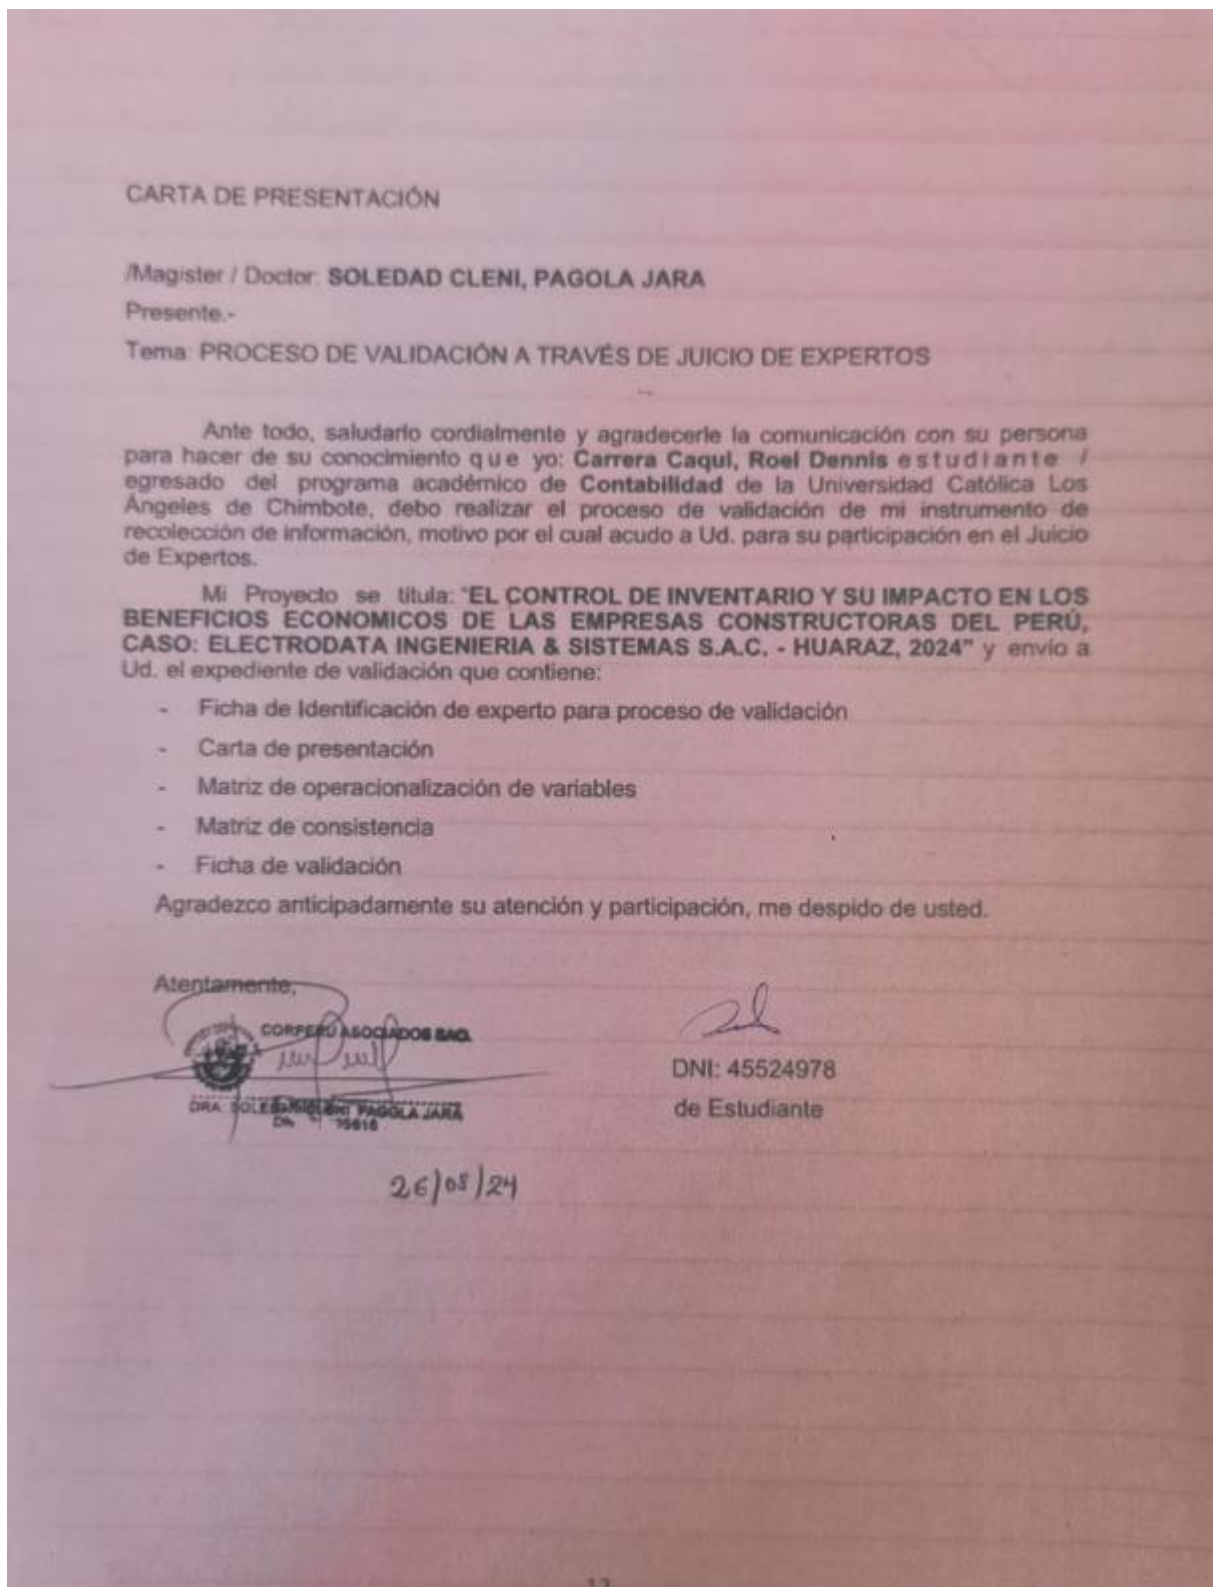 CARTA DE PRESENTACIÓN
/Magister / Doctor: SOLEDAD CLENI, PAGOLA JARA
Presente.-
Tema: PROCESO DE VALIDACIÓN A TRAVÉS DE JUICIO DE EXPERTOS
Ante todo, saludarlo cordialmente y agradecerle la comunicación con su persona
para hacer de su conocimiento que yo: Carrera Caqui, Roel Dennis estudiante /
egresado del programa académico de Contabilidad de la Universidad Católica Los
Ángeles de Chimbote, debo realizar el proceso de validación de mi instrumento de
recolección de información, motivo por el cual acudo a Ud. para su participación en el Juicio
de Expertos.
Mi Proyecto se titula: "EL CONTROL DE INVENTARIO Y SU IMPACTO EN LOS
BENEFICIOS ECONOMICOS DE LAS EMPRESAS CONSTRUCTORAS DEL PERÚ,
CASO: ELECTRODATA INGENIERIA & SISTEMAS S.A.C. - HUARAZ, 2024" y envío a
Ud. el expediente de validación que contiene:
- Ficha de Identificación de experto para proceso de validación
- Carta de presentación
- Matriz de operacionalización de variables
- Matriz de consistencia
- Ficha de validación
Agradezco anticipadamente su atención y participación, me despido de usted.
Atentamente,
CORPERÚ ASOCIADOS SAC.
DRA. PAGOLA JARA
DNI: 45524978
de Estudiante
26/08/24